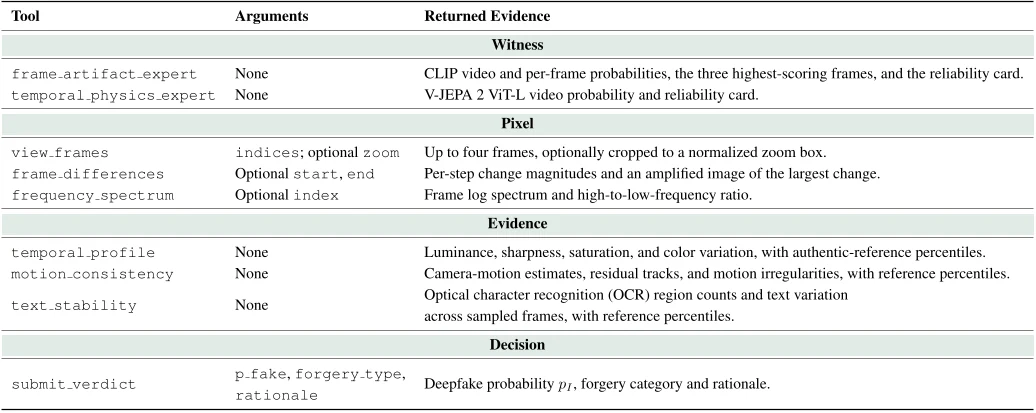 Tool Arguments Returned Evidence
Witness
frame_artifact_expert None CLIP video and per-frame probabilities, the three highest-scoring frames, and the reliability card.
temporal_physics_expert None V-JEPA 2 ViT-L video probability and reliability card.
Pixel
view_frames indices; optional zoom Up to four frames, optionally cropped to a normalized zoom box.
frame_differences Optional start, end Per-step change magnitudes and an amplified image of the largest change.
frequency_spectrum Optional index Frame log spectrum and high-to-low-frequency ratio.
Evidence
temporal_profile None Luminance, sharpness, saturation, and color variation, with authentic-reference percentiles.
motion_consistency None Camera-motion estimates, residual tracks, and motion irregularities, with reference percentiles.
text_stability None Optical character recognition (OCR) region counts and text variation
across sampled frames, with reference percentiles.
Decision
submit_verdict p_fake, forgery_type, Deepfake probability p_I, forgery category and rationale.
rationale